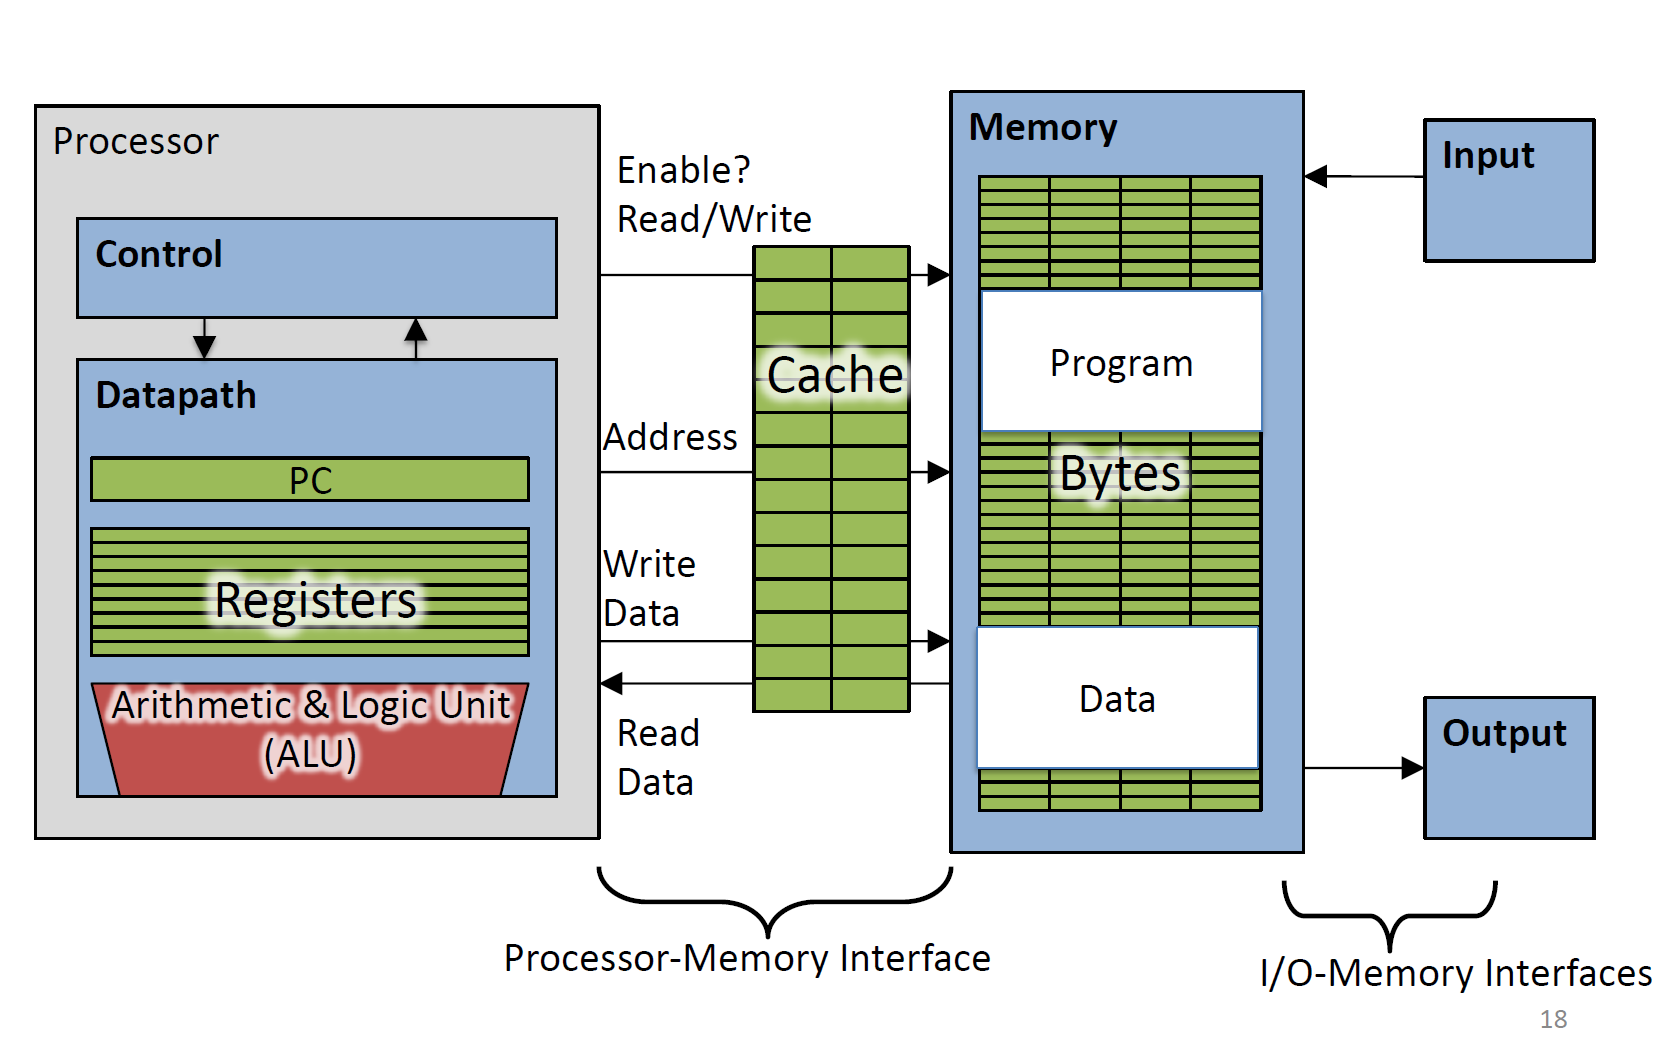 Processor
Control
Datapath
PC
Registers
Arithmetic & Logic Unit
(ALU)
Enable?
Read/Write
Cache
Address
Write
Data
Read
Data
Memory
Program
Bytes
Data
Input
Output
Processor-Memory Interface
I/O-Memory Interfaces
18